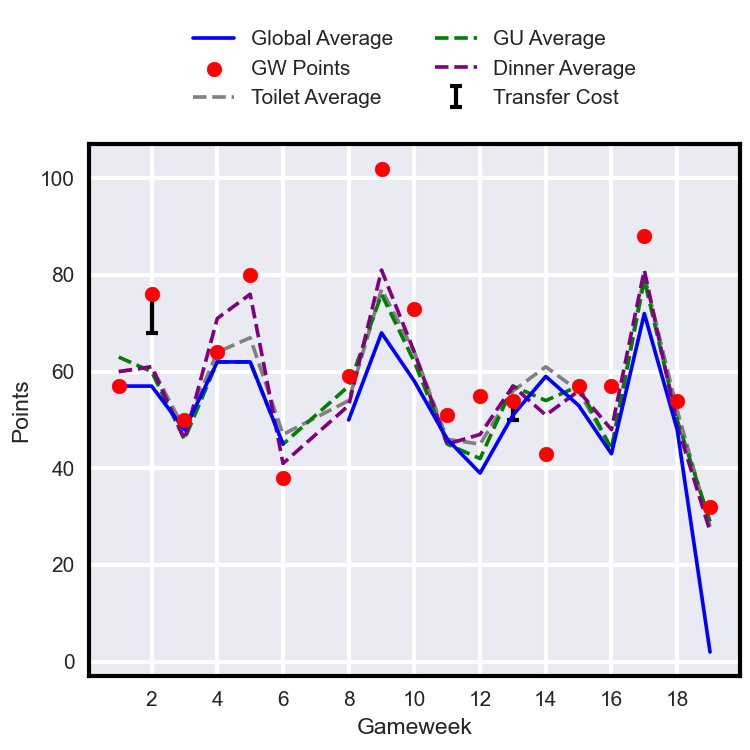 Global Average
GW Points
Toilet Average
GU Average
Dinner Average
Transfer Cost
100
80
60
40
20
0
Points
2 4 6 8 10 12 14 16 18
Gameweek